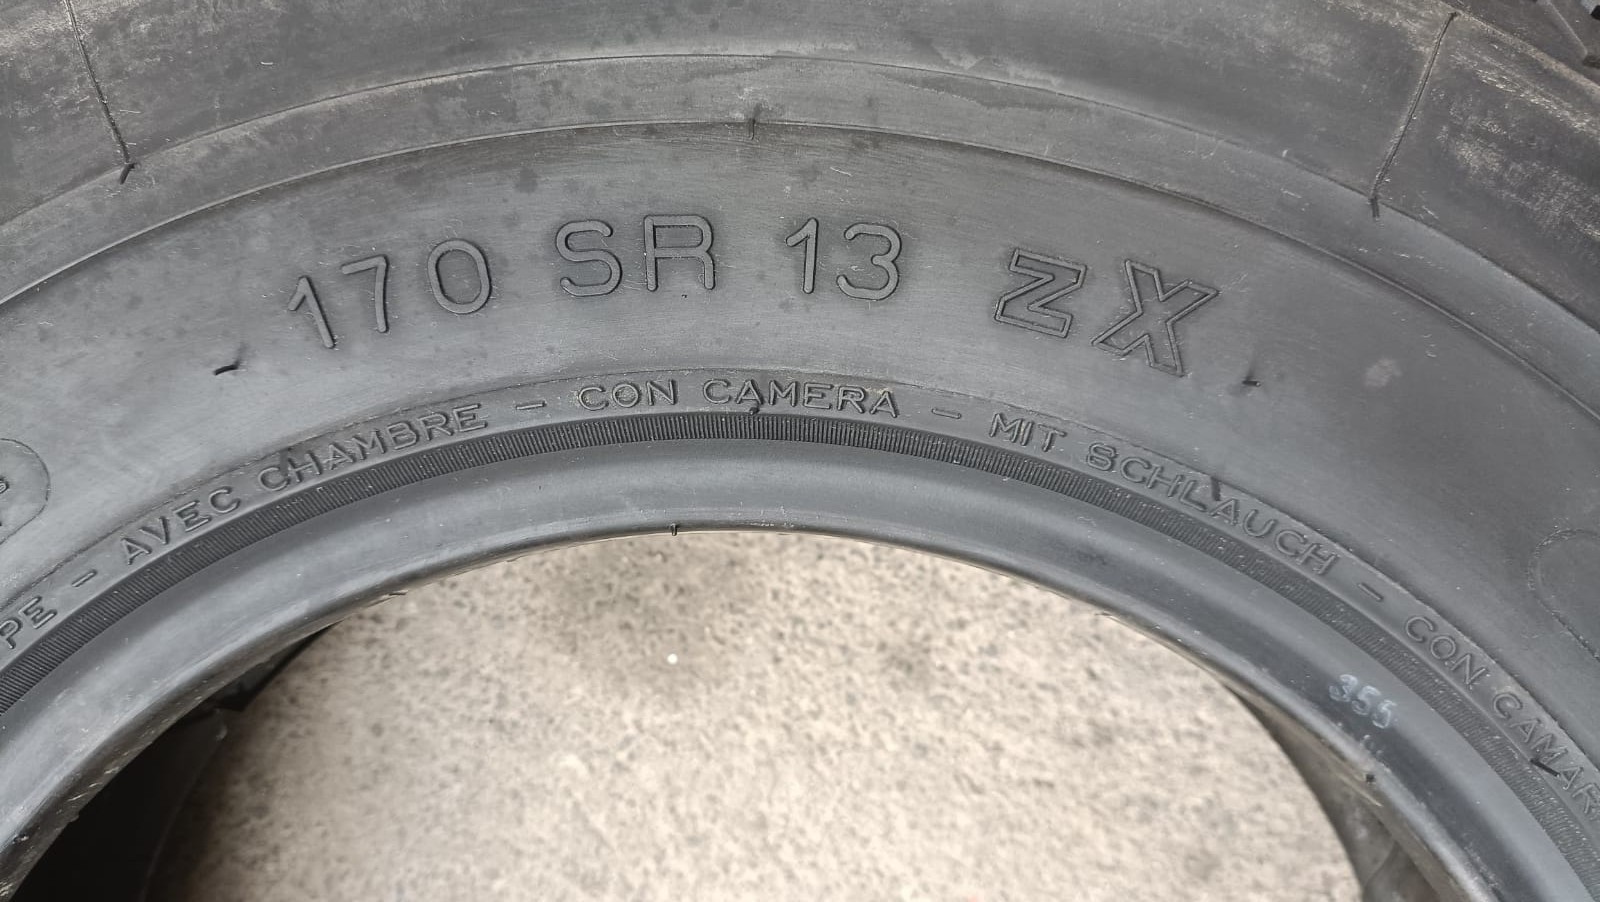 170 SR 13 ZX
PE - AVEC CHAMBRE - CON CAMERA - MIT SCHLAUCH - CON CAMAR
355